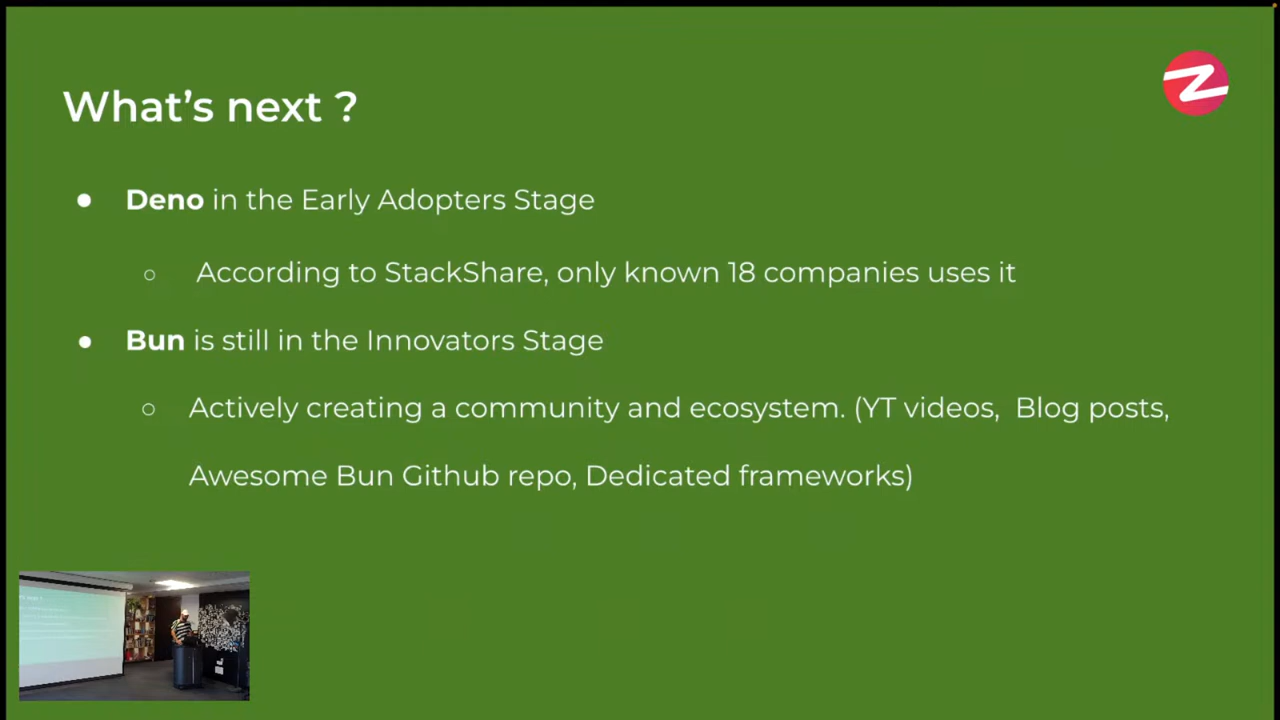 What's next ?
● Deno in the Early Adopters Stage
○ According to StackShare, only known 18 companies uses it
● Bun is still in the Innovators Stage
○ Actively creating a community and ecosystem. (YT videos, Blog posts,
Awesome Bun Github repo, Dedicated frameworks)